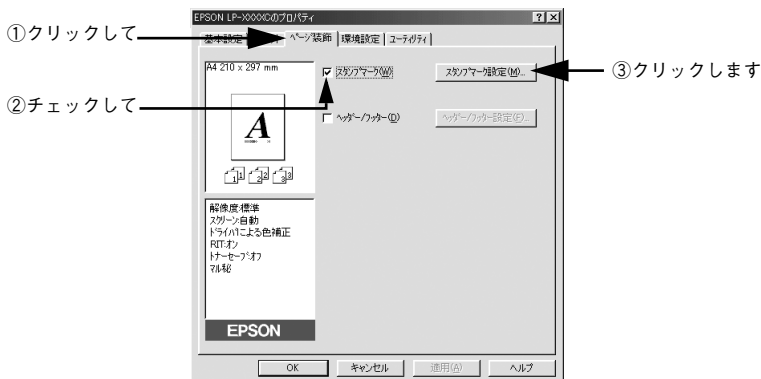 EPSON LP-XXXXCのプロパティ
①クリックして
基本設定
ページ装飾
環境設定
ユーティリティ
A4 210 x 297 mm
スタンプマーク(W)
スタンプマーク設定(M)...
③クリックします
②チェックして
ヘッダー/フッター(D)
ヘッダー/フッター設定(F)...
A
1 1
2 2
3 3
解像度:標準
スクリーン:自動
ドライバによる色補正
RIT:オン
トナーセーブ:オフ
マル秘
EPSON
OK
キャンセル
適用(A)
ヘルプ